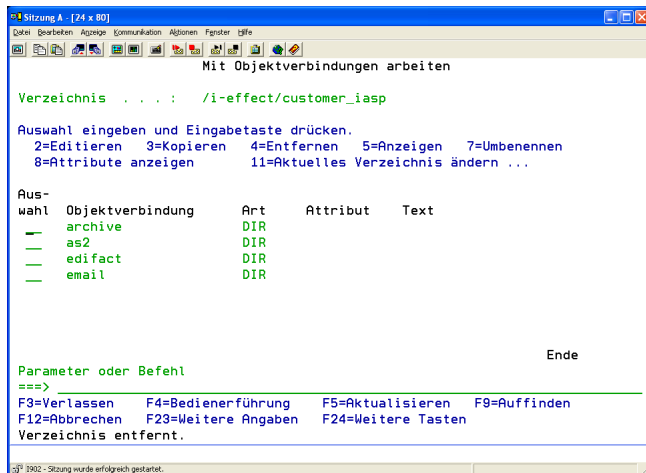 Sitzung A - [24 x 80]
Datei Bearbeiten Anzeige Kommunikation Aktionen Fenster Hilfe
Mit Objektverbindungen arbeiten
Verzeichnis . . . . : /i-effect/customer_iasp
Auswahl eingeben und Eingabetaste drücken.
2=Editieren 3=Kopieren 4=Entfernen 5=Anzeigen 7=Umbenennen
8=Attribute anzeigen 11=Aktuelles Verzeichnis ändern ...
Aus-
wahl Objektverbindung Art Attribut Text
archive DIR
as2 DIR
edifact DIR
email DIR
Ende
Parameter oder Befehl
===>
F3=Verlassen F4=Bedienerführung F5=Aktualisieren F9=Auffinden
F12=Abbrechen F23=Weitere Angaben F24=Weitere Tasten
Verzeichnis entfernt.
I902 - Sitzung wurde erfolgreich gestartet.